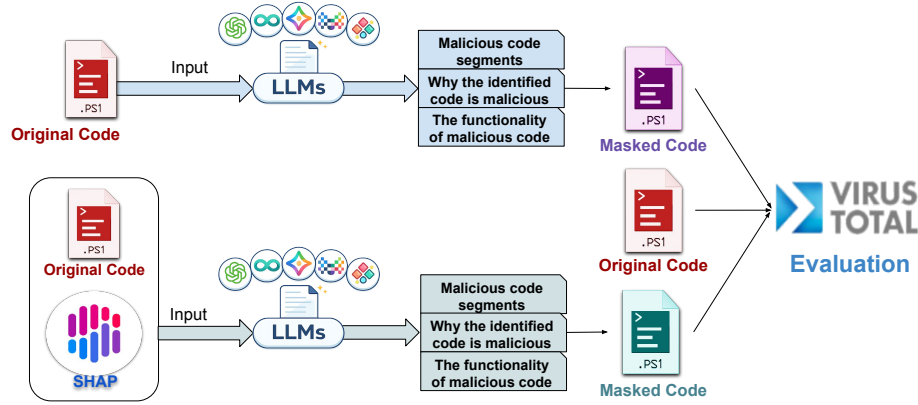 Input
LLMs
Malicious code
segments
Why the identified
code is malicious
The functionality
of malicious code
>
.PS1
Original Code
>
.PS1
Masked Code
>
.PS1
Original Code
VIRUS
TOTAL
Evaluation
>
.PS1
Original Code
SHAP
Input
LLMs
Malicious code
segments
Why the identified
code is malicious
The functionality
of malicious code
>
.PS1
Masked Code